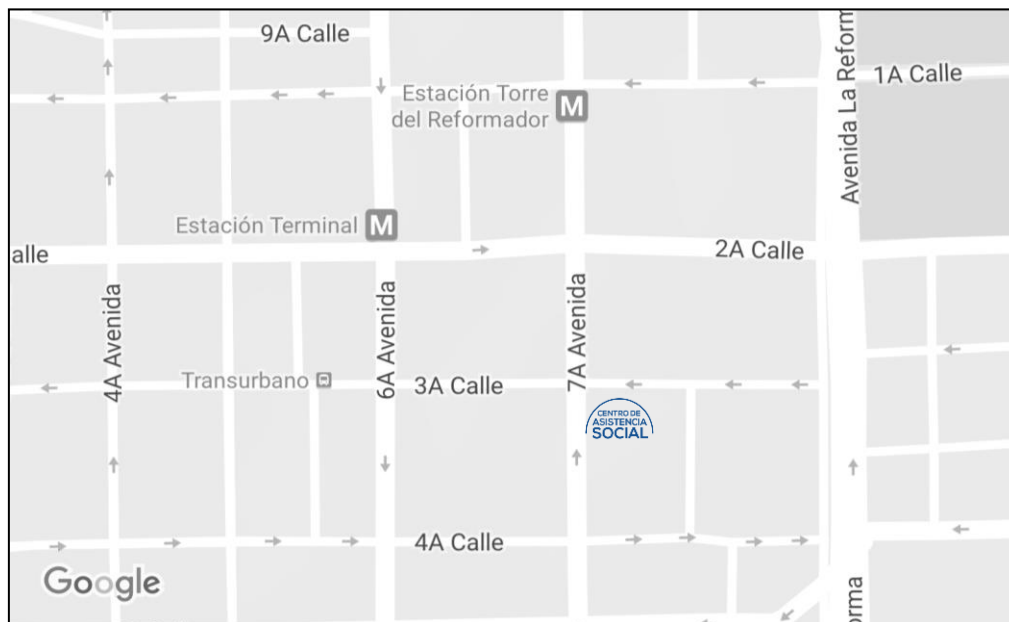 9A Calle
1A Calle
Estación Torre
del Reformador
M
Avenida La Reform
Estación Terminal
M
alle
2A Calle
4A Avenida
6A Avenida
7A Avenida
Transurbano
3A Calle
CENTRO DE
ASISTENCIA
SOCIAL
4A Calle
Google
orma